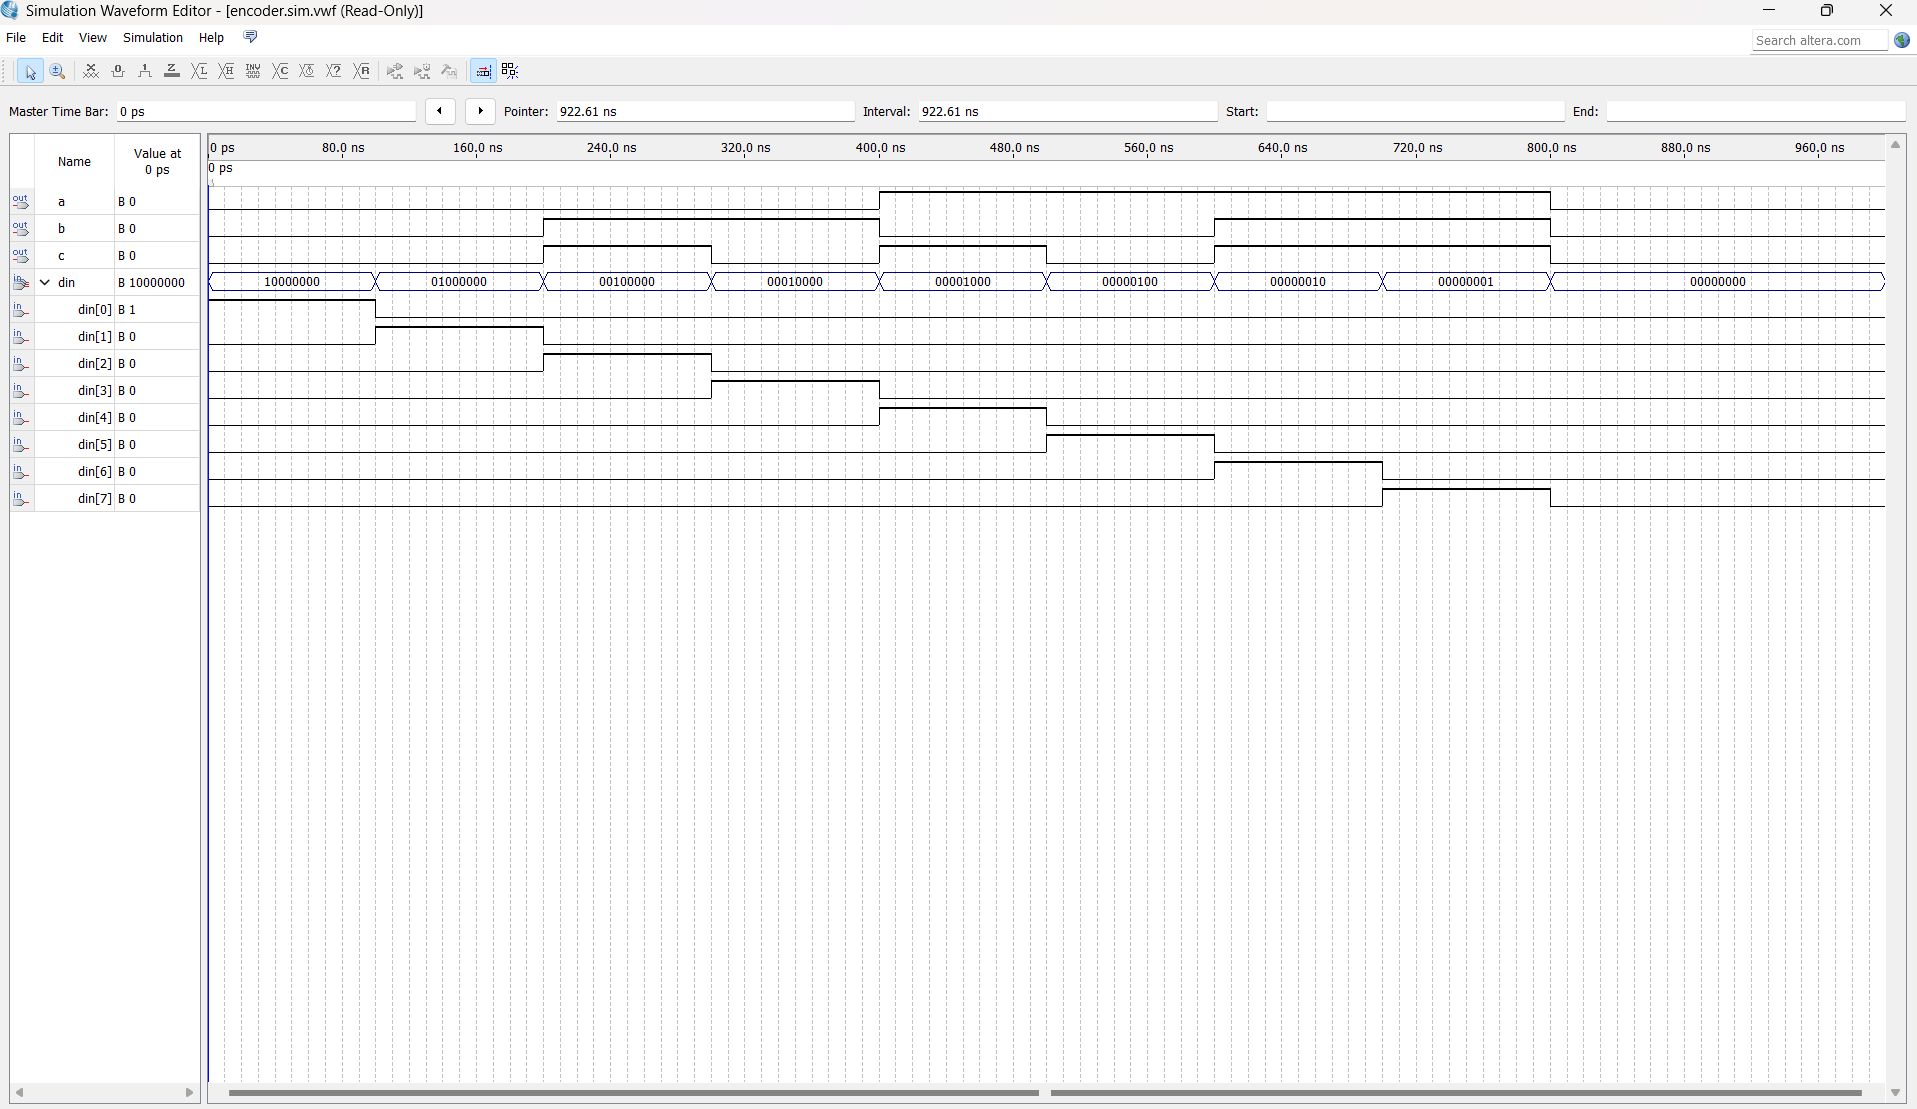 Simulation Waveform Editor - [encoder.sim.vwf (Read-Only)]
File Edit View Simulation Help
Search altera.com
Master Time Bar: 0 ps Pointer: 922.61 ns Interval: 922.61 ns Start: End:
Name Value at 0 ps
0 ps 80.0 ns 160.0 ns 240.0 ns 320.0 ns 400.0 ns 480.0 ns 560.0 ns 640.0 ns 720.0 ns 800.0 ns 880.0 ns 960.0 ns
0 ps
out a B 0
out b B 0
out c B 0
in din B 10000000 10000000 01000000 00100000 00010000 00001000 00000100 00000010 00000001 00000000
in din[0] B 1
in din[1] B 0
in din[2] B 0
in din[3] B 0
in din[4] B 0
in din[5] B 0
in din[6] B 0
in din[7] B 0